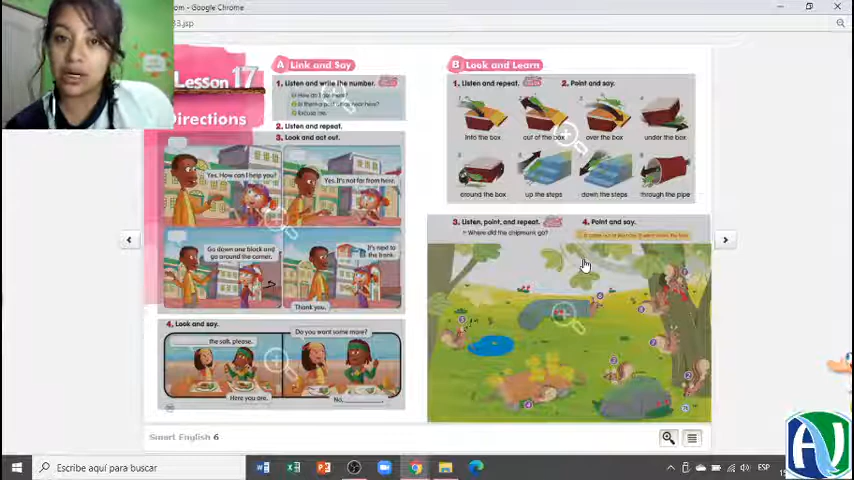 om - Google Chrome
33.jsp
Lesson 17
Directions
A Link and Say
1. Listen and write the number.
Excuse me.
2. Listen and repeat.
3. Look and act out.
Yes. How can I help you?
Yes. It's not far from here.
Go down one block and
go around the corner.
It's next to
the bank.
Thank you.
4. Look and say.
the salt, please.
Do you want some more?
Here you are.
No,
B Look and Learn
1. Listen and repeat.
2. Point and say.
into the box
out of the box
over the box
under the box
around the box
up the steps
down the steps
through the pipe
3. Listen, point, and repeat.
4. Point and say.
Where did the chipmunk go?
Smart English 6
Escribe aquí para buscar
ESP